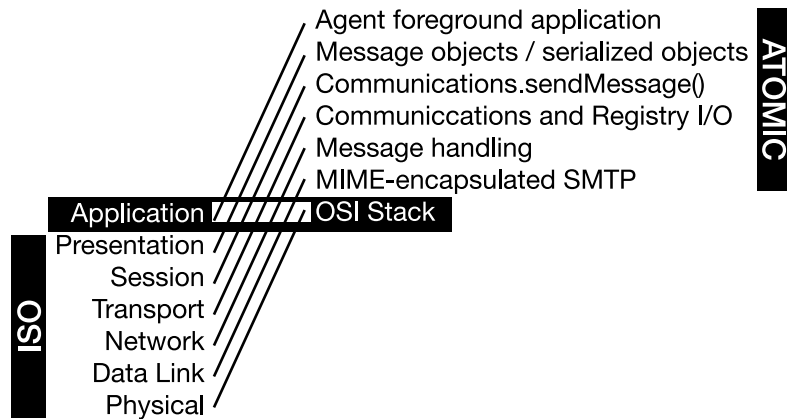 Agent foreground application
Message objects / serialized objects
Communications.sendMessage()
Communiccations and Registry I/O
Message handling
MIME-encapsulated SMTP
ATOMIC
Application OSI Stack
Presentation
Session
Transport
Network
Data Link
Physical
ISO